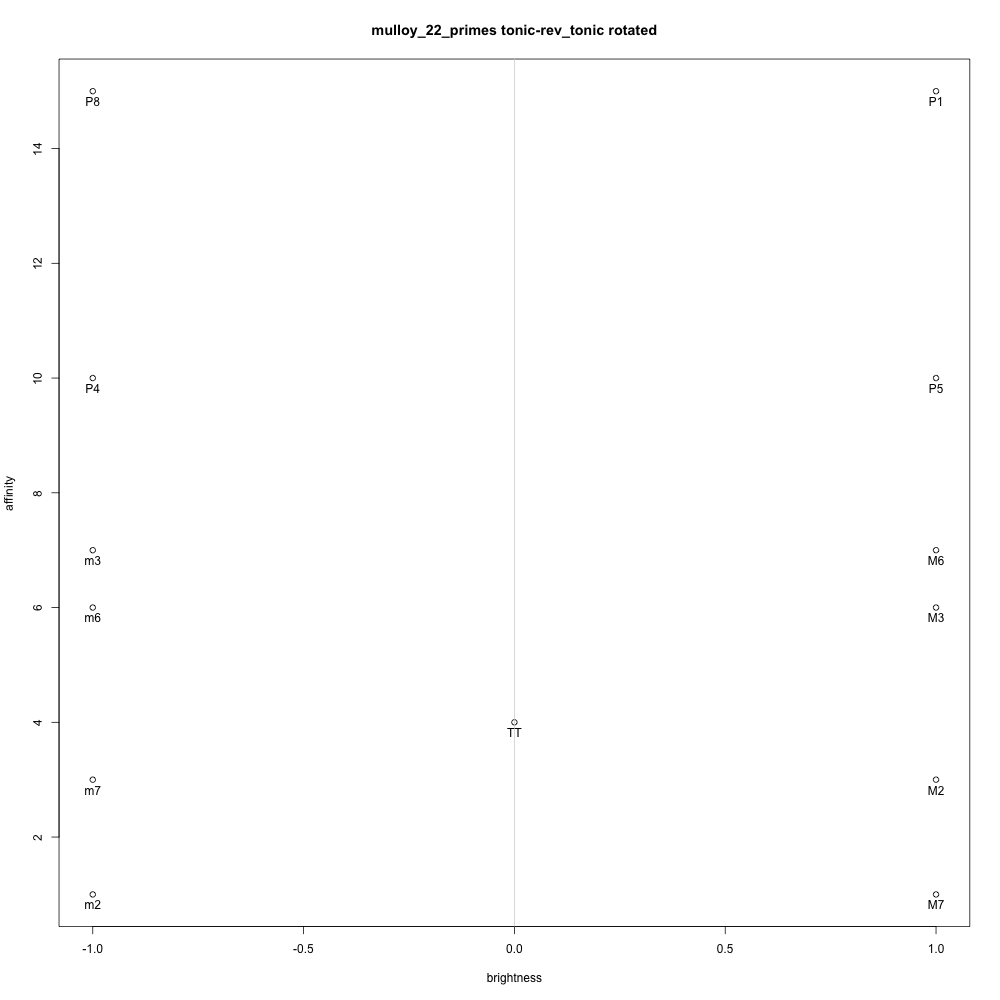 mulloy_22_primes tonic-rev_tonic rotated
P8
P1
14
12
10
P4
P5
affinity
8
m3
M6
6
m6
M3
4
TT
m7
M2
2
m2
M7
-1.0
-0.5
0.0
0.5
1.0
brightness